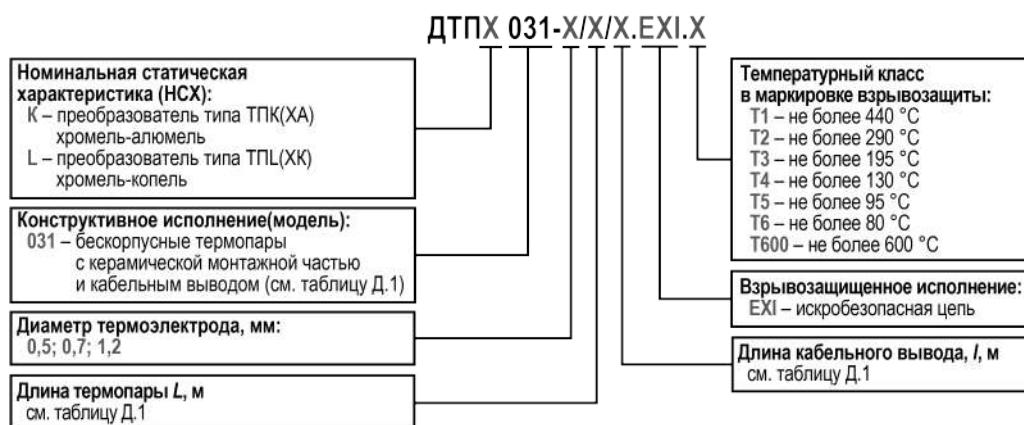 ДТПХ 031-Х/Х/Х.EXI.Х
Номинальная статическая
характеристика (НСХ):
К – преобразователь типа ТПК(ХА)
хромель-алюмель
L – преобразователь типа ТПL(ХК)
хромель-копель
Конструктивное исполнение(модель):
031 – бескорпусные термопары
с керамической монтажной частью
и кабельным выводом (см. таблицу Д.1)
Диаметр термоэлектрода, мм:
0,5; 0,7; 1,2
Длина термопары L, м
см. таблицу Д.1
Температурный класс
в маркировке взрывозащиты:
Т1 – не более 440 °С
Т2 – не более 290 °С
Т3 – не более 195 °С
Т4 – не более 130 °С
Т5 – не более 95 °С
Т6 – не более 80 °С
Т600 – не более 600 °С
Взрывозащищенное исполнение:
EXI – искробезопасная цепь
Длина кабельного вывода, l, м
см. таблицу Д.1